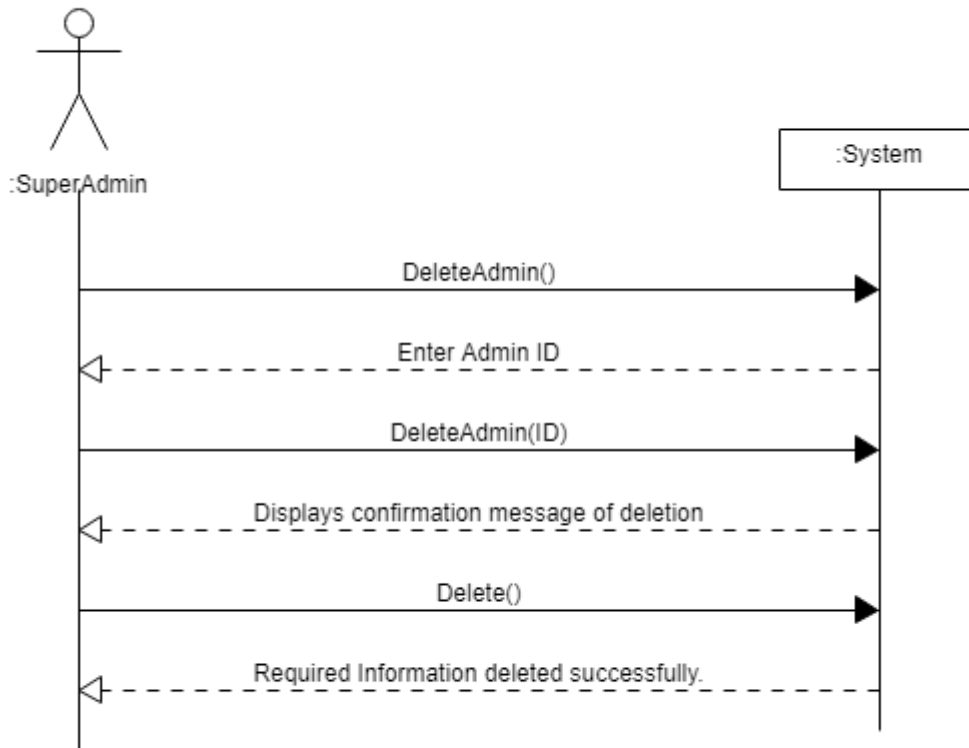 :SuperAdmin
:System
DeleteAdmin()
Enter Admin ID
DeleteAdmin(ID)
Displays confirmation message of deletion
Delete()
Required Information deleted successfully.